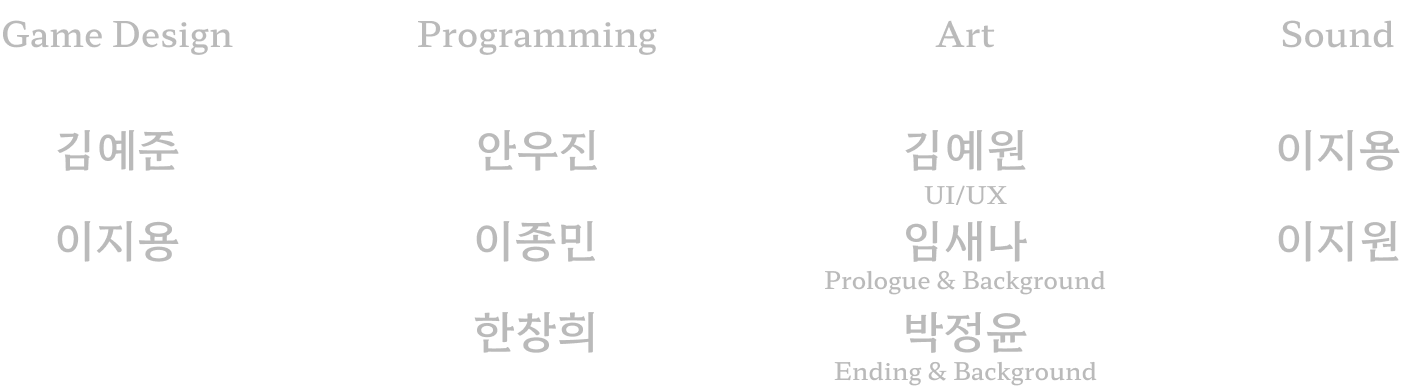 Game Design
김예준
이지용
Programming
안우진
이종민
한창희
Art
김예원
UI/UX
임새나
Prologue & Background
박정윤
Ending & Background
Sound
이지용
이지원